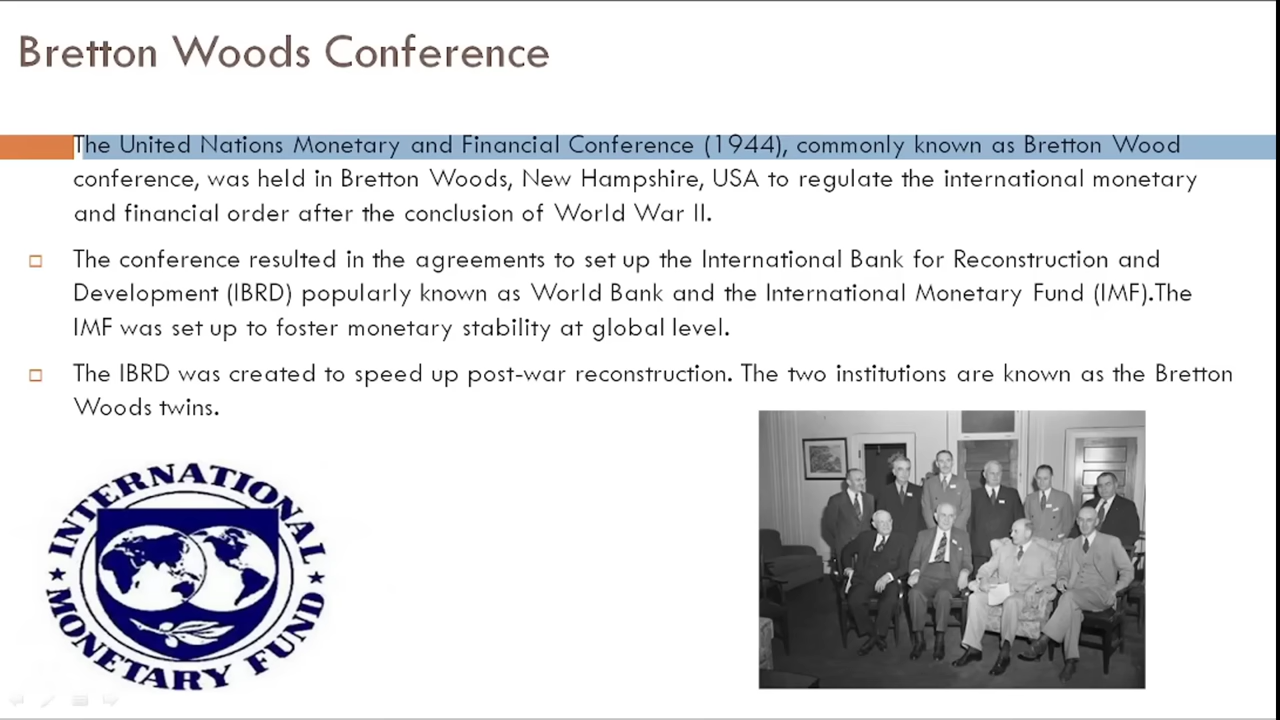 Bretton Woods Conference
The United Nations Monetary and Financial Conference (1944), commonly known as Bretton Wood
conference, was held in Bretton Woods, New Hampshire, USA to regulate the international monetary
and financial order after the conclusion of World War II.
The conference resulted in the agreements to set up the International Bank for Reconstruction and
Development (IBRD) popularly known as World Bank and the International Monetary Fund (IMF).The
IMF was set up to foster monetary stability at global level.
The IBRD was created to speed up post-war reconstruction. The two institutions are known as the Bretton
Woods twins.
INTERNATIONAL
MONETARY FUND